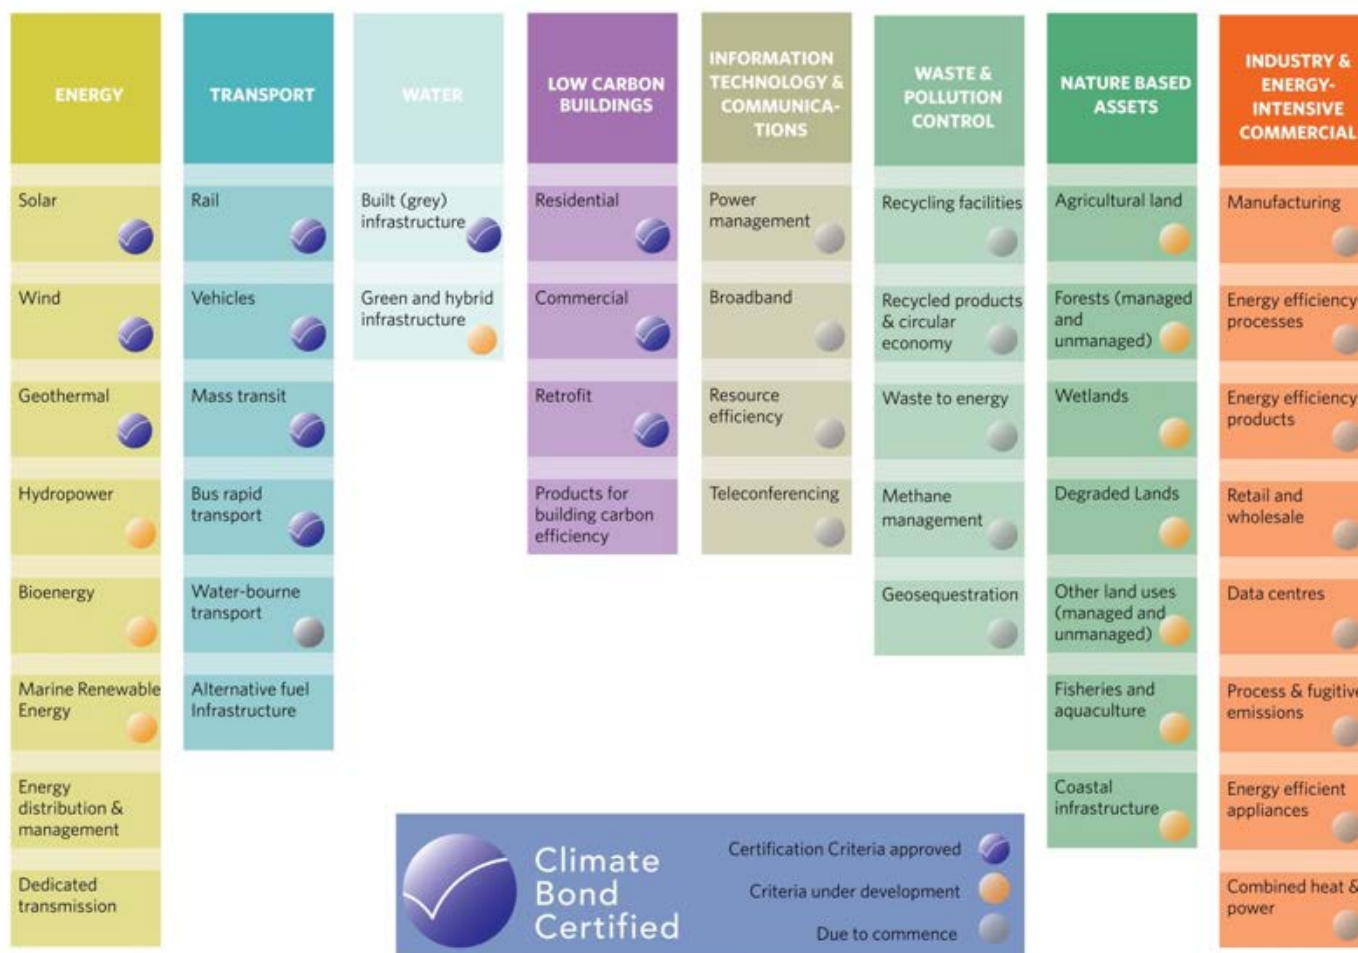 ENERGY
Solar
Wind
Geothermal
Hydropower
Bioenergy
Marine Renewable
Energy
Energy
distribution &
management
Dedicated
transmission
TRANSPORT
Rail
Vehicles
Mass transit
Bus rapid
transport
Water-bourne
transport
Alternative fuel
Infrastructure
WATER
Built (grey)
infrastructure
Green and hybrid
infrastructure
LOW CARBON
BUILDINGS
Residential
Commercial
Retrofit
Products for
building carbon
efficiency
INFORMATION
TECHNOLOGY &
COMMUNICA-
TIONS
Power
management
Broadband
Resource
efficiency
Teleconferencing
WASTE &
POLLUTION
CONTROL
Recycling facilities
Recycled products
& circular
economy
Waste to energy
Methane
management
Geosequestration
NATURE BASED
ASSETS
Agricultural land
Forests (managed
and
unmanaged)
Wetlands
Degraded Lands
Other land uses
(managed and
unmanaged)
Fisheries and
aquaculture
Coastal
infrastructure
INDUSTRY &
ENERGY-
INTENSIVE
COMMERCIAL
Manufacturing
Energy efficiency
processes
Energy efficiency
products
Retail and
wholesale
Data centres
Process & fugitive
emissions
Energy efficient
appliances
Combined heat &
power
Climate
Bond
Certified
Certification Criteria approved
Criteria under development
Due to commence